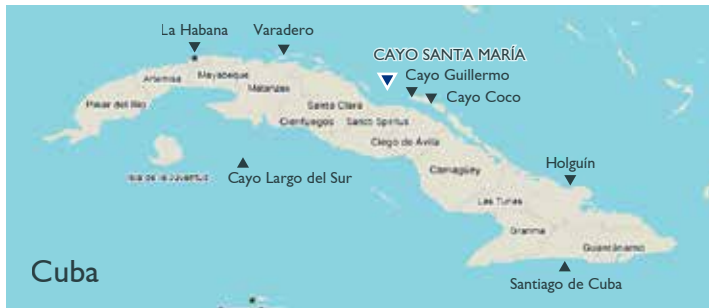 La Habana
Varadero
CAYO SANTA MARÍA
Cayo Guillermo
Cayo Coco
Artemisa
Mayabeque
Matanzas
Pinar del Río
Santa Clara
Cienfuegos
Sancti Spiritus
Ciego de Ávila
Isla de la Juventud
Cayo Largo del Sur
Camagüey
Holguín
Las Tunas
Granma
Guantánamo
Cuba
Santiago de Cuba